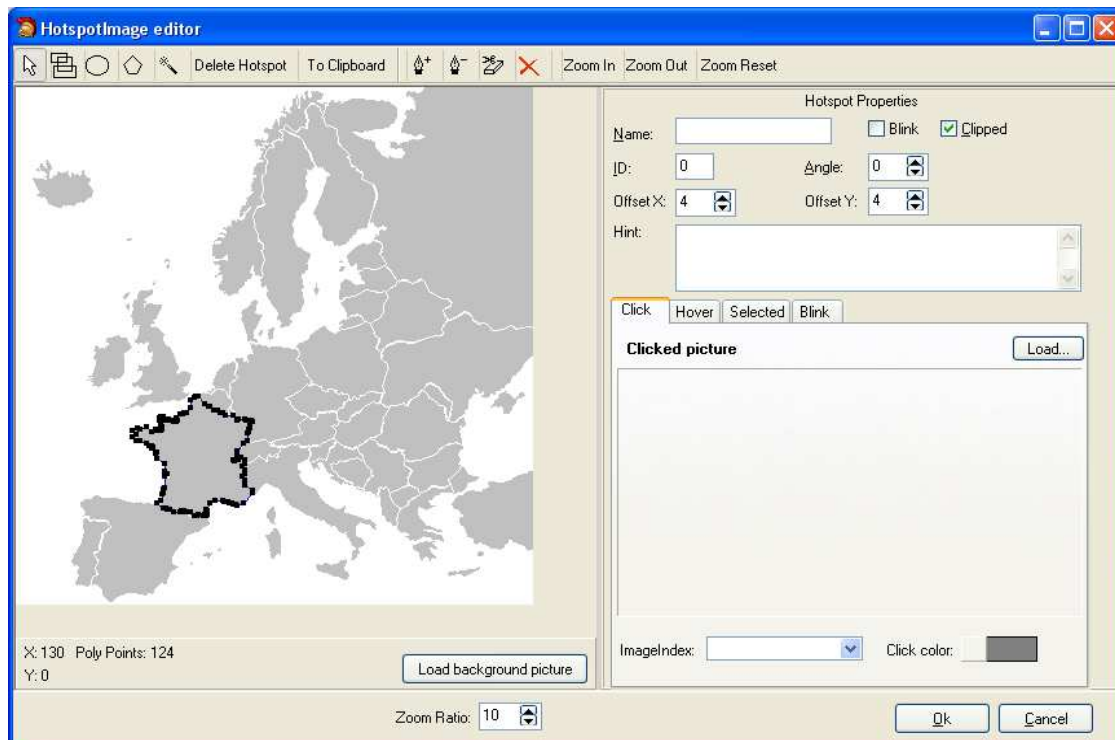 HotspotImage editor
Delete Hotspot To Clipboard Zoom In Zoom Out Zoom Reset
Hotspot Properties
Name: Blink Clipped
ID: 0 Angle: 0
Offset X: 4 Offset Y: 4
Hint:
Click Hover Selected Blink
Clicked picture Load...
ImageIndex: Click color:
X: 130 Poly Points: 124
Y: 0
Load background picture
Zoom Ratio: 10 Ok Cancel